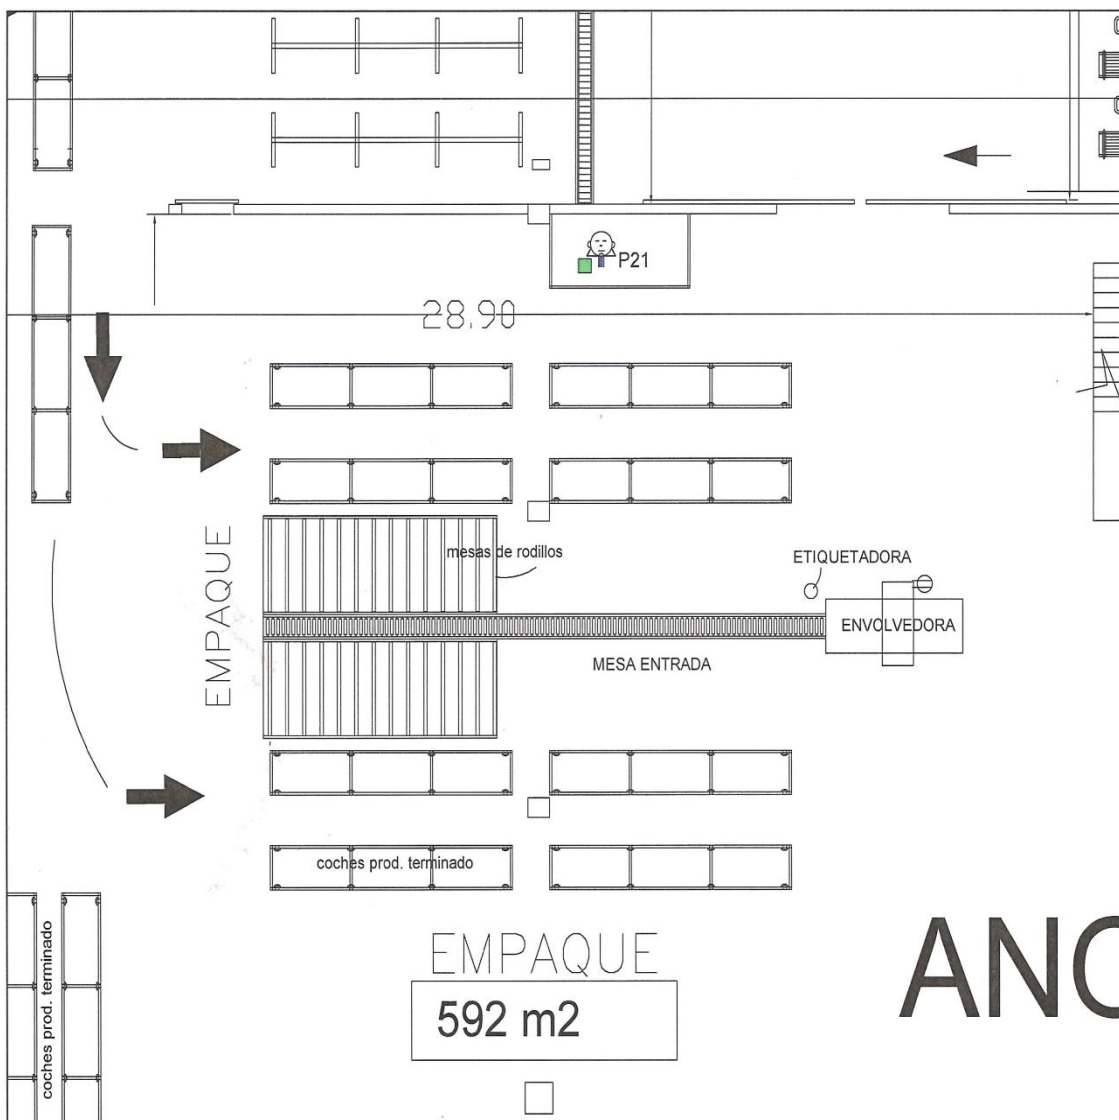 P21
28.90
mesas de rodillos
EMPAQUE
ETIQUETADORA
ENVOLVEDORA
MESA ENTRADA
coches prod. terminado
EMPAQUE
592 m2
coches prod. terminado